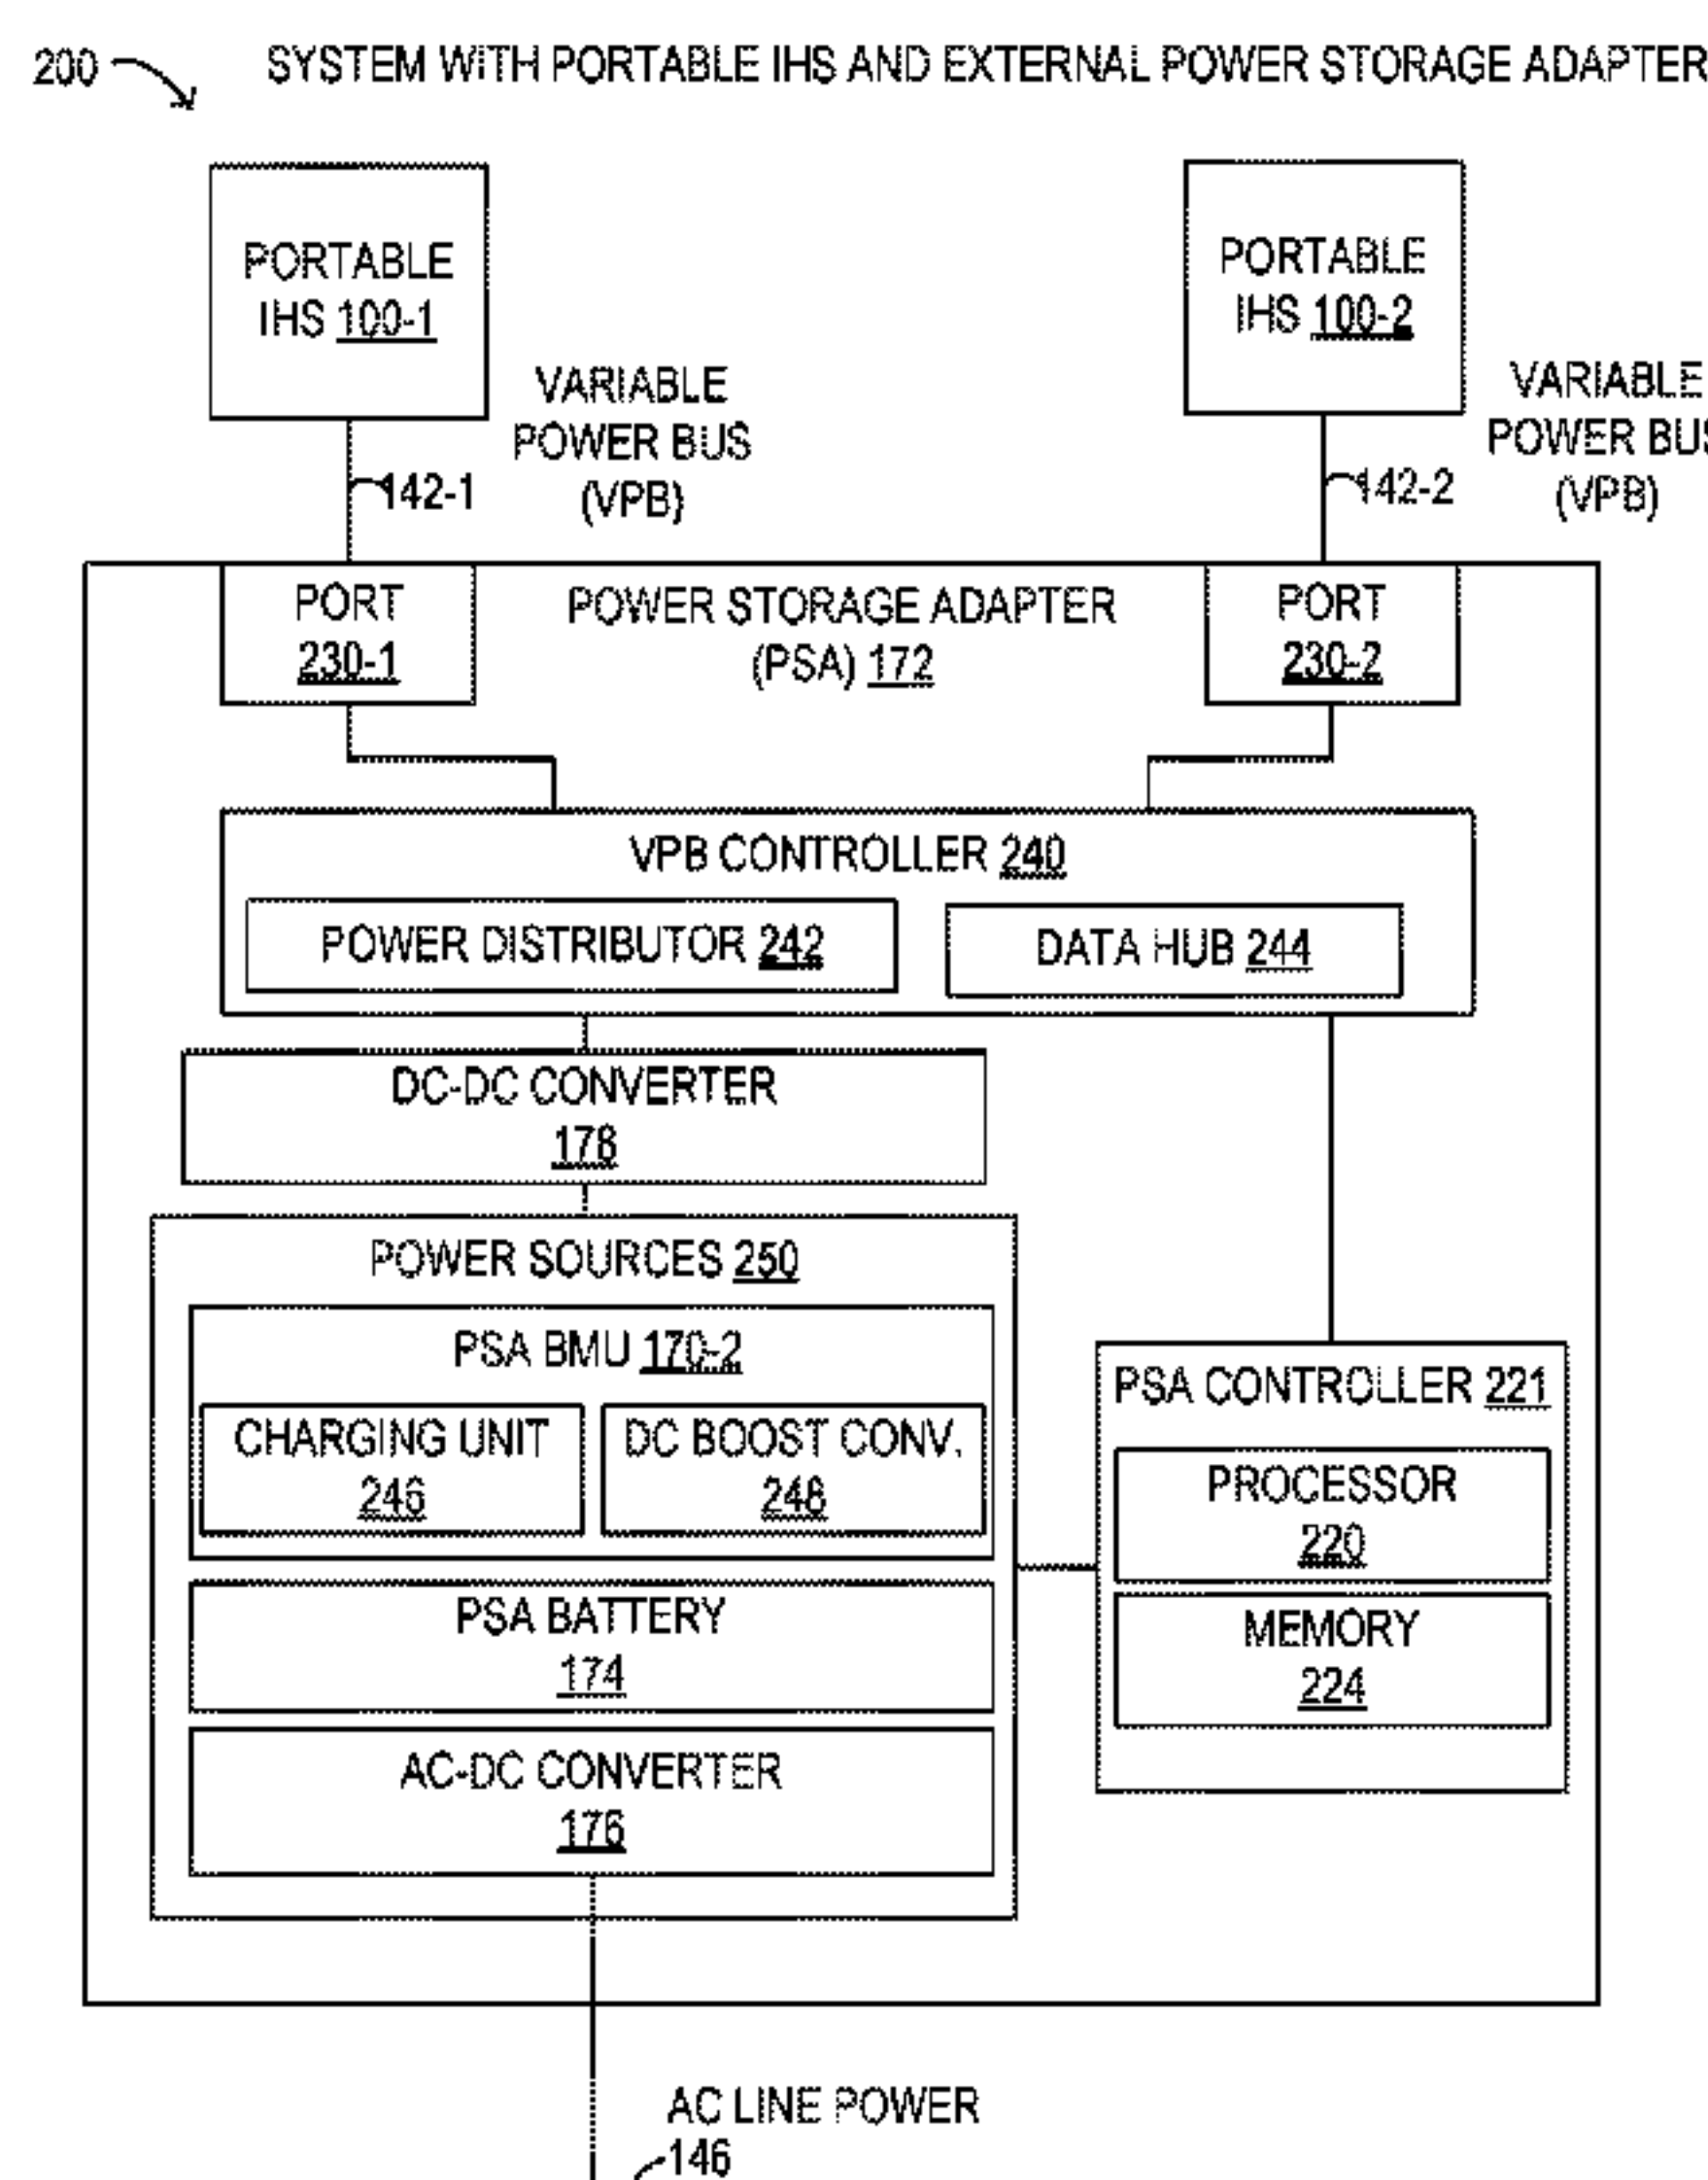 200
SYSTEM WITH PORTABLE IHS AND EXTERNAL POWER STORAGE ADAPTER
PORTABLE
IHS 100-1
PORTABLE
IHS 100-2
VARIABLE
POWER BUS
(VPB)
142-1
VARIABLE
POWER BUS
(VPB)
142-2
PORT
230-1
POWER STORAGE ADAPTER
(PSA) 172
PORT
230-2
VPB CONTROLLER 240
POWER DISTRIBUTOR 242
DATA HUB 244
DC-DC CONVERTER
178
POWER SOURCES 250
PSA BMU 170-2
CHARGING UNIT
246
DC BOOST CONV.
248
PSA BATTERY
174
AC-DC CONVERTER
176
PSA CONTROLLER 221
PROCESSOR
220
MEMORY
224
AC LINE POWER
146